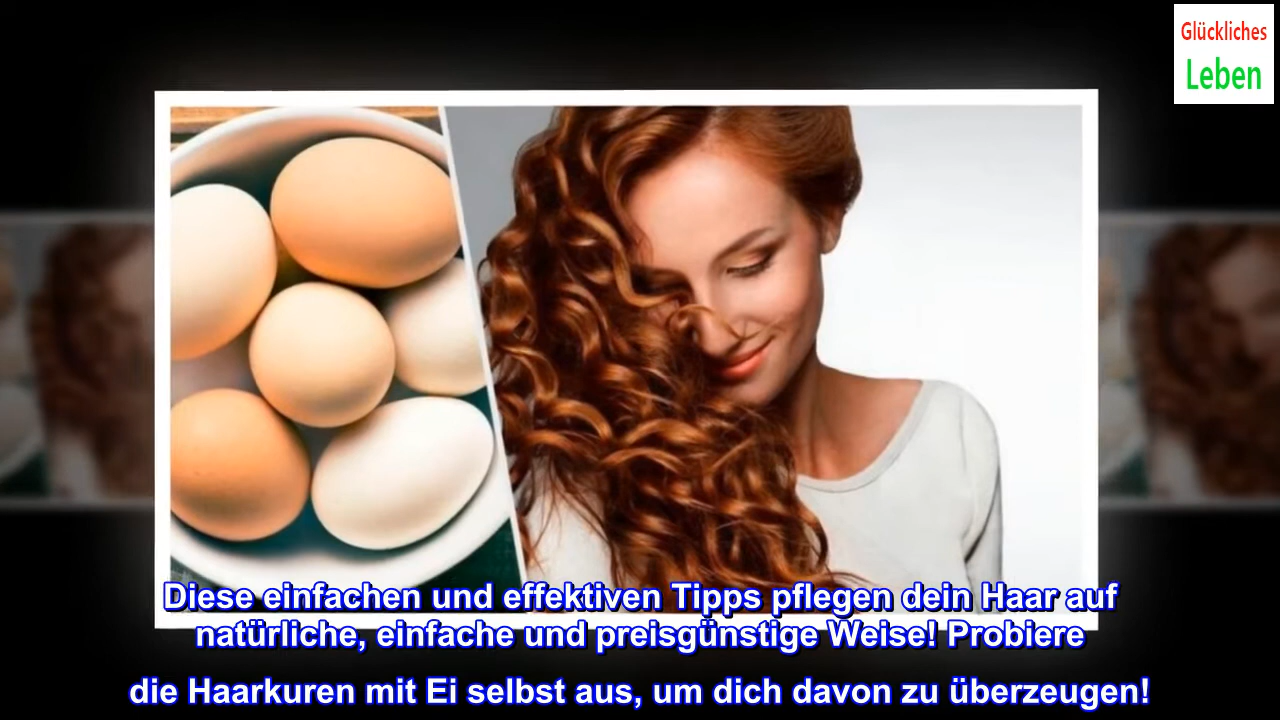 Glückliches
Leben
Diese einfachen und effektiven Tipps pflegen dein Haar auf
natürliche, einfache und preisgünstige Weise! Probiere
die Haarkuren mit Ei selbst aus, um dich davon zu überzeugen!